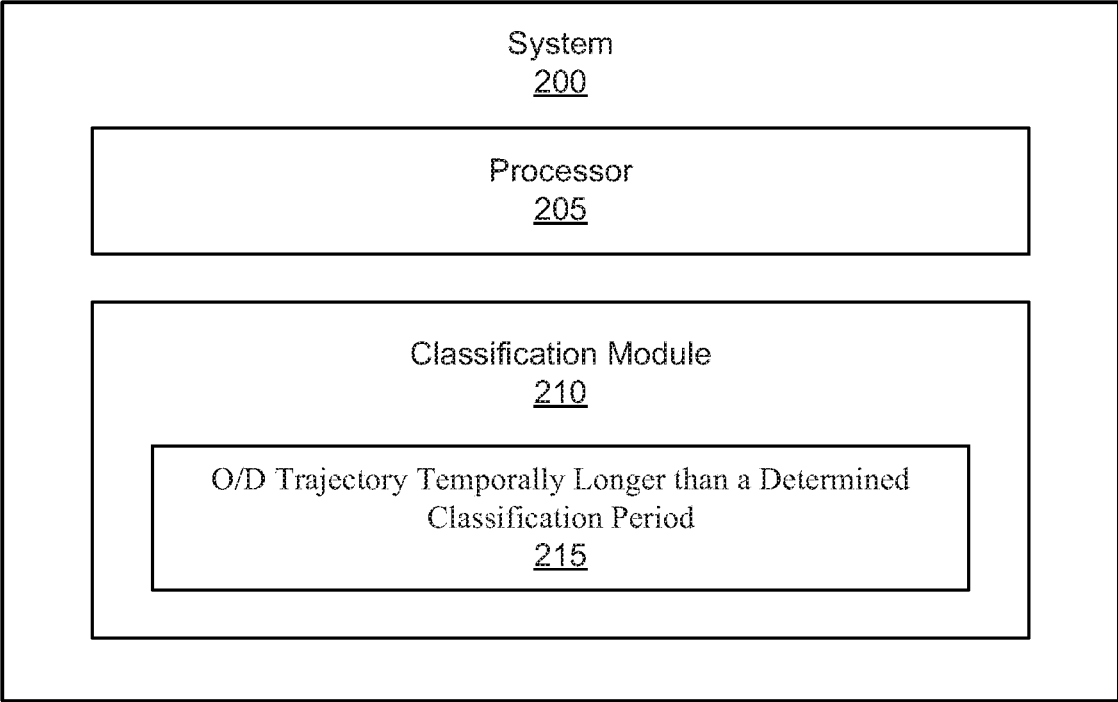 System
200
Processor
205
Classification Module
210
O/D Trajectory Temporally Longer than a Determined
Classification Period
215